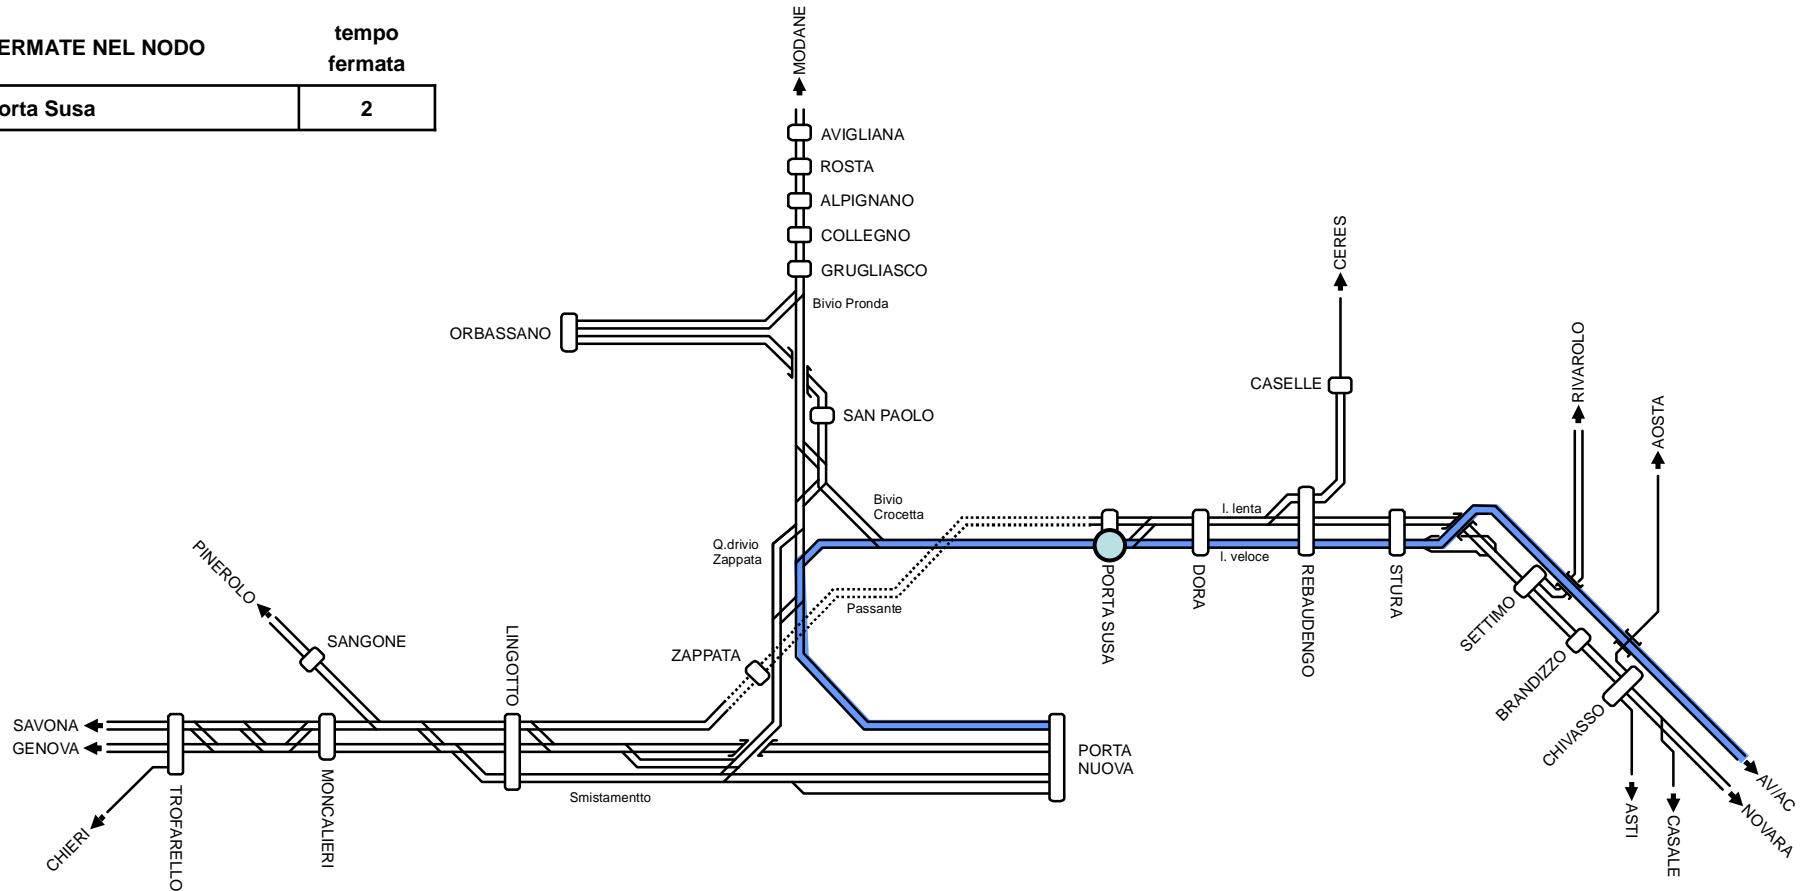 ERMATE NEL NODO
tempo
fermata
orta Susa
2
MODANE
AVIGLIANA
ROSTA
ALPIGNANO
COLLEGNO
GRUGLIASCO
Bivio Pronda
ORBASSANO
SAN PAOLO
CERES
CASELLE
RIVAROLO
AOSTA
Bivio
Crocetta
l. lenta
l. veloce
Q.drivio
Zappata
Passante
PINEROLO
SANGONE
LINGOTTO
ZAPPATA
PORTA SUSA
DORA
REBAUDENGO
STURA
SETTIMO
BRANDIZZO
CHIVASSO
SAVONA
GENOVA
CHIERI
TROFARELLO
MONCALIERI
Smistamentto
PORTA
NUOVA
ASTI
CASALE
AV/AC
NOVARA